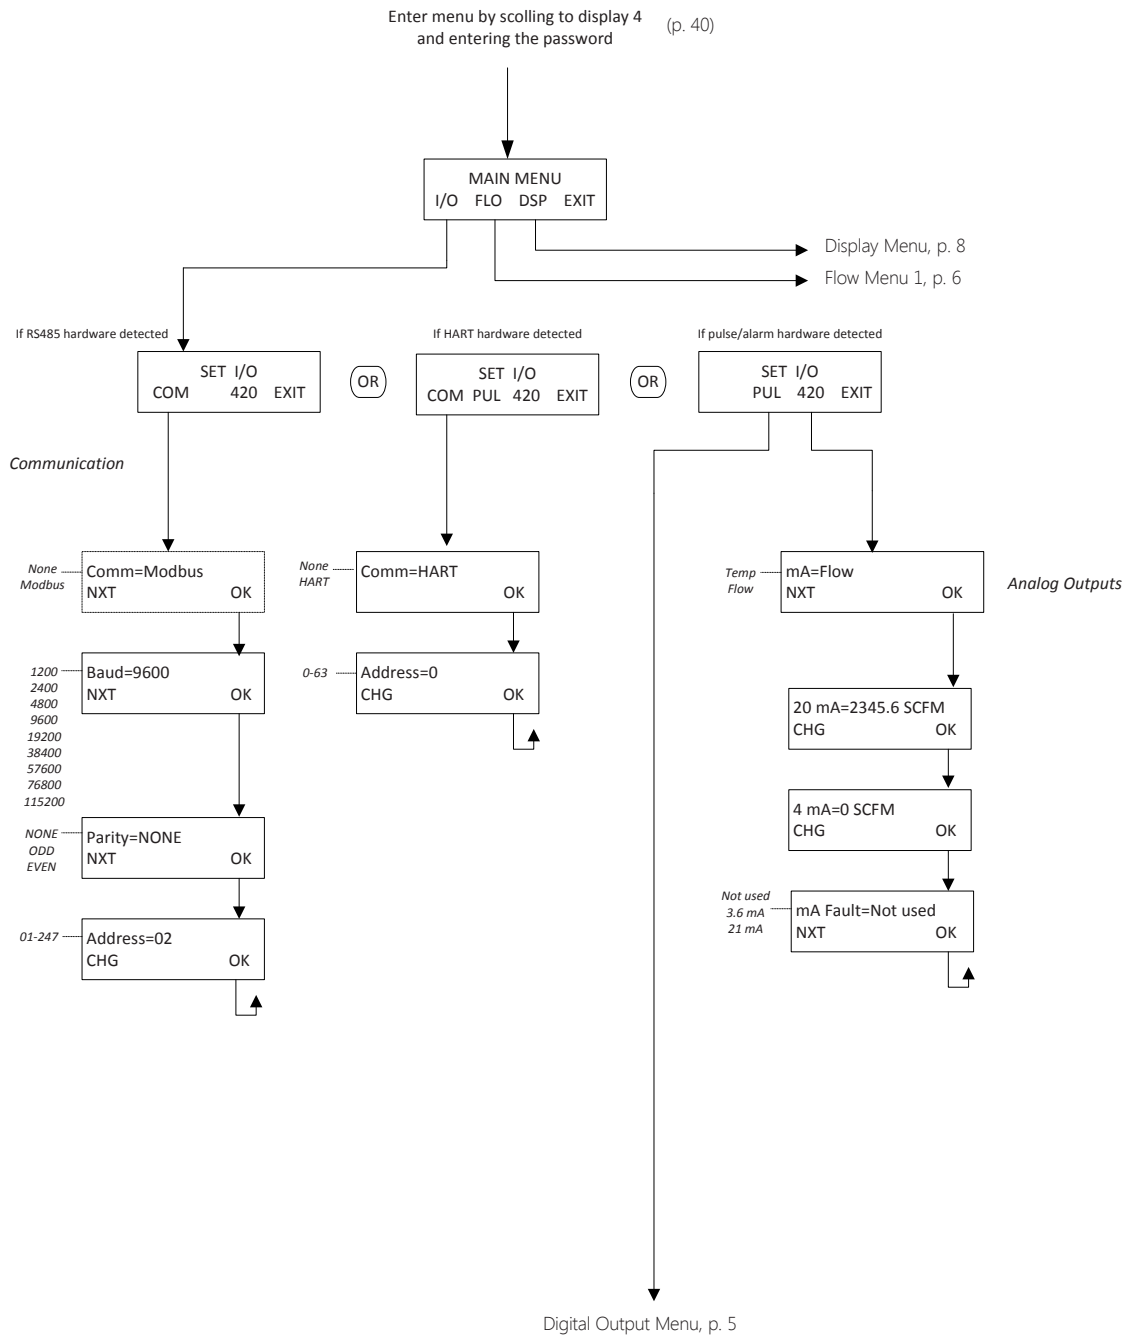 Enter menu by scolling to display 4
and entering the password
(p. 40)
MAIN MENU
I/O FLO DSP EXIT
Display Menu, p. 8
Flow Menu 1, p. 6
If RS485 hardware detected
If HART hardware detected
If pulse/alarm hardware detected
SET I/O
COM 420 EXIT
OR
SET I/O
COM PUL 420 EXIT
OR
SET I/O
PUL 420 EXIT
Communication
None
Modbus
Comm=Modbus
NXT OK
None
HART
Comm=HART
OK
Temp
Flow
mA=Flow
NXT OK
Analog Outputs
1200
2400
4800
9600
19200
38400
57600
76800
115200
Baud=9600
NXT OK
0-63
Address=0
CHG OK
20 mA=2345.6 SCFM
CHG OK
4 mA=0 SCFM
CHG OK
NONE
ODD
EVEN
Parity=NONE
NXT OK
Not used
3.6 mA
21 mA
mA Fault=Not used
NXT OK
01-247
Address=02
CHG OK
Digital Output Menu, p. 5